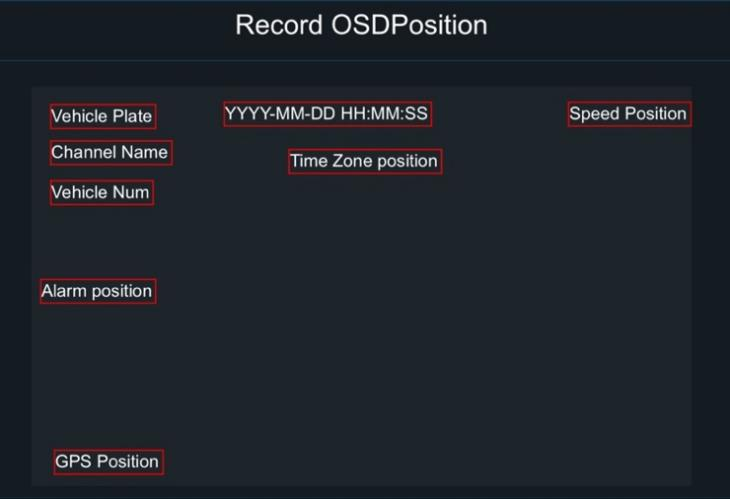 Record OSDPosition
Vehicle Plate
YYYY-MM-DD HH:MM:SS
Speed Position
Channel Name
Time Zone position
Vehicle Num
Alarm position
GPS Position